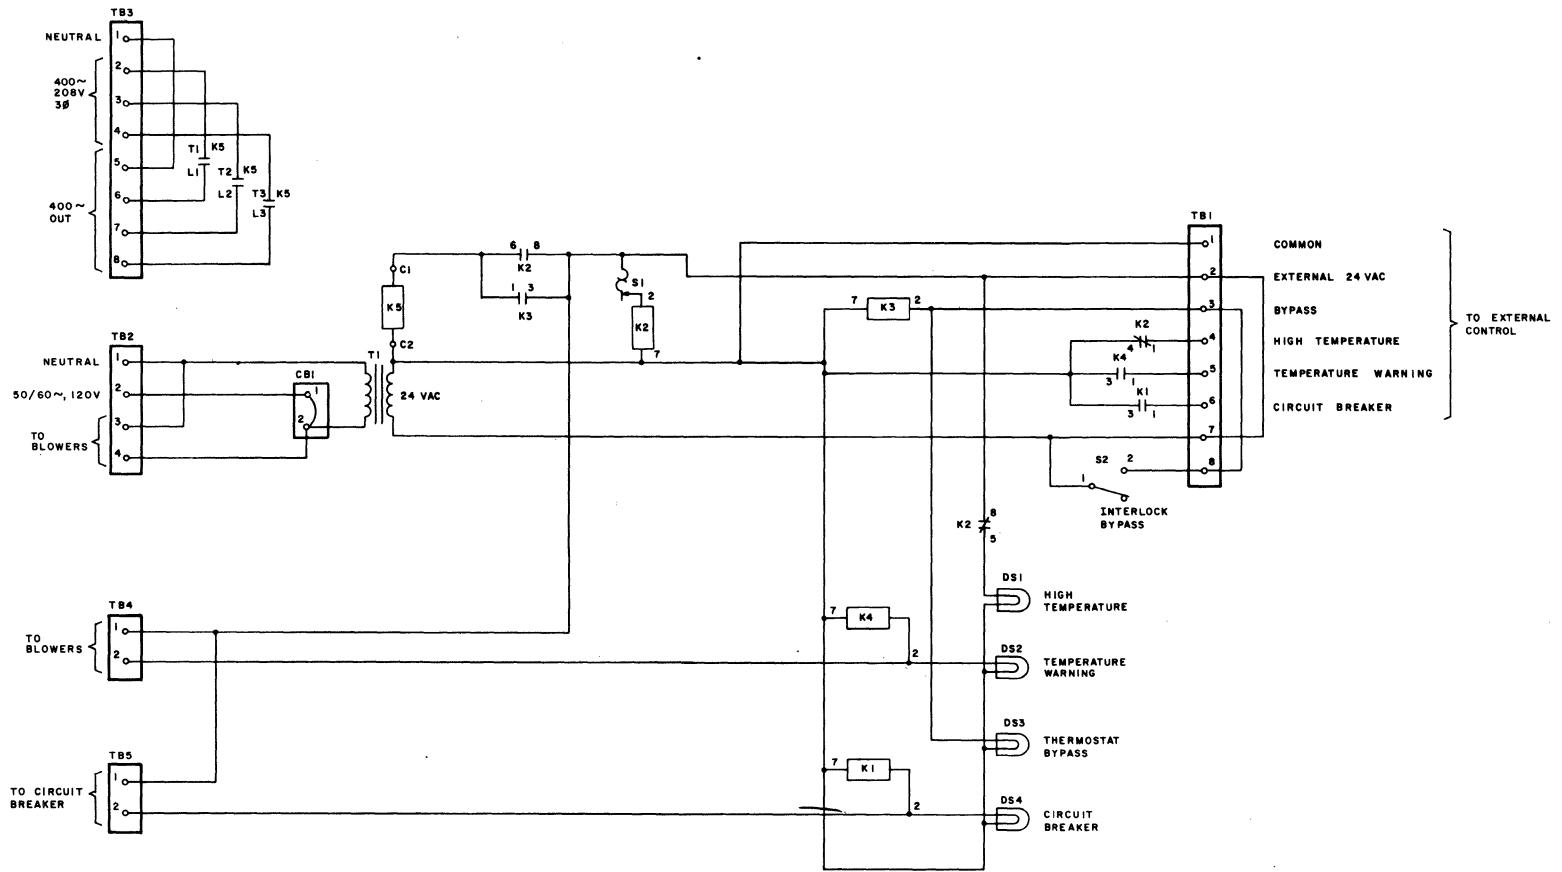 TB3
NEUTRAL 1
2
400~
208V
3Ø
3
4
T1 K5
L1
5
T2 K5
L2
6
T3 K5
L3
400~
OUT
7
8
TB2
NEUTRAL 1
50/60~, 120V 2
3
TO
BLOWERS
4
CB1
1
2
T1
24 VAC
C1
K5
C2
6 8
K2
1 3
K3
S1
2
K2
7
TB1
1 COMMON
2 EXTERNAL 24 VAC
3 BYPASS
4 HIGH TEMPERATURE
5 TEMPERATURE WARNING
6 CIRCUIT BREAKER
7
8
TO EXTERNAL
CONTROL
7 K3 2
K2
4 1
K4
3 1
K1
3 1
S2 2
1
INTERLOCK
BYPASS
K2 8
5
TB4
1
TO
BLOWERS
2
TB5
1
TO CIRCUIT
BREAKER
2
7 K4
2
7 K1
2
DS1
HIGH
TEMPERATURE
DS2
TEMPERATURE
WARNING
DS3
THERMOSTAT
BYPASS
DS4
CIRCUIT
BREAKER